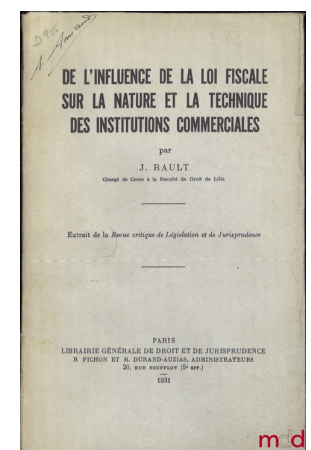 DE L'INFLUENCE DE LA LOI FISCALE
SUR LA NATURE ET LA TECHNIQUE
DES INSTITUTIONS COMMERCIALES
par
J. RAULT
Chargé de Cours à la Faculté de Droit de Lille
Extrait de la Revue critique de Législation et de Jurisprudence
PARIS
LIBRAIRIE GÉNÉRALE DE DROIT ET DE JURISPRUDENCE
R PICHON ET R. DURAND-AUZIAS, ADMINISTRATEURS
20, RUE SOUFFLOT (5e ARR.)
1931
mdd